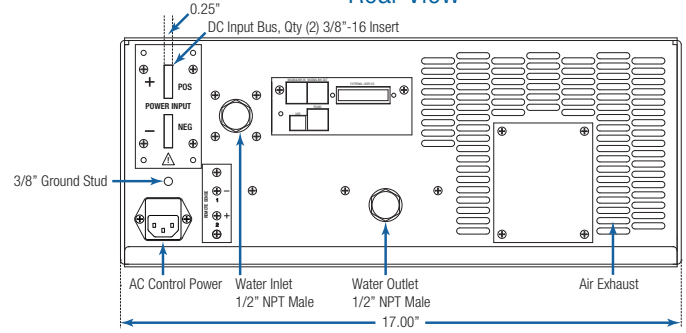 Rear View
0.25”
DC Input Bus, Qty (2) 3/8”-16 Insert
+
POS
POWER INPUT
−
NEG
3/8” Ground Stud
REMOTE SENSE
−
1
+
2
AC Control Power
Water Inlet
1/2” NPT Male
Water Outlet
1/2” NPT Male
Air Exhaust
17.00”